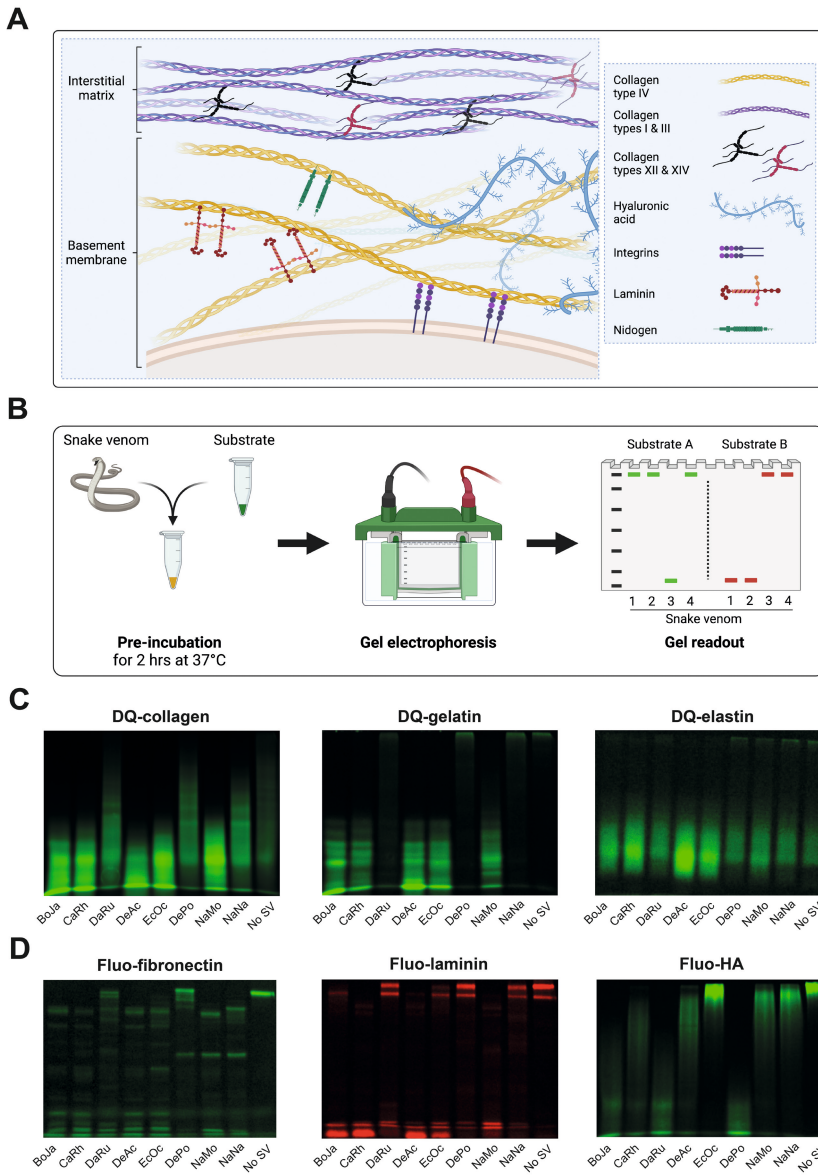 A
Interstitial
matrix
Basement
membrane
Collagen
type IV
Collagen
types I & III
Collagen
types XII & XIV
Hyaluronic
acid
Integrins
Laminin
Nidogen
B
Snake venom
Substrate
Pre-incubation
for 2 hrs at 37°C
Gel electrophoresis
Substrate A Substrate B
1 2 3 4 1 2 3 4
Snake venom
Gel readout
C
DQ-collagen
BoJa CaRh DaRu DeAc EcOc DePo NaMo NaNa No SV
DQ-gelatin
BoJa CaRh DaRu DeAc EcOc DePo NaMo NaNa No SV
DQ-elastin
BoJa CaRh DaRu DeAc EcOc DePo NaMo NaNa No SV
D
Fluo-fibronectin
BoJa CaRh DaRu DeAc EcOc DePo NaMo NaNa No SV
Fluo-laminin
BoJa CaRh DaRu DeAc EcOc DePo NaMo NaNa No SV
Fluo-HA
BoJa CaRh DaRu DeAc EcOc DePo NaMo NaNa No SV